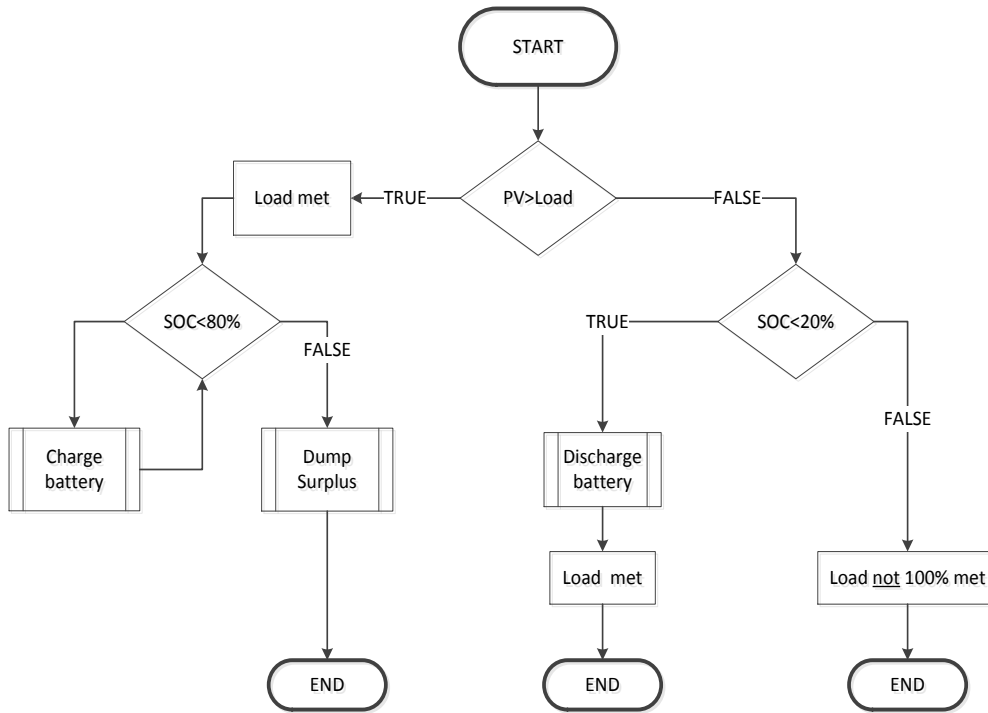 START
PV>Load
TRUE
FALSE
Load met
SOC<80%
FALSE
SOC<20%
TRUE
FALSE
Charge
battery
Dump
Surplus
Discharge
battery
Load met
Load not 100% met
END
END
END